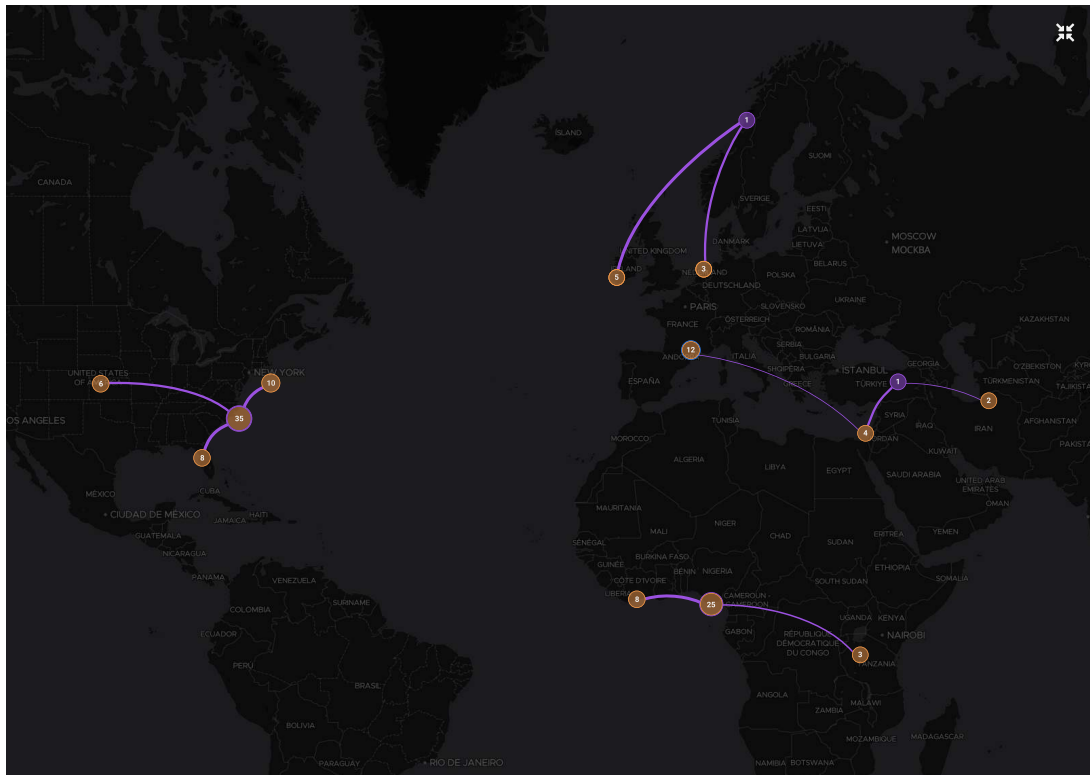 1
ÍSLAND
SUOMI
CANADA
SVERIGE
EESTI
LATVIJA
MOSCOW
МОСКВА
LIETUVA
DANMARK
UNITED KINGDOM
BELARUS
3
5
POLSKA
DEUTSCHLAND
UKRAINE
PARIS
SLOVENSKO
KAZAKHSTAN
ÖSTERREICH
FRANCE
ROMÂNIA
SERBIA
12
ITALIA
BULGARIA
GEORGIA
O'ZBEKISTON
SHQIPËRIA
ISTANBUL
UNITED STATES
NEW YORK
6
10
ESPAÑA
GREECE
TÜRKIYE
1
TÜRKMENISTAN
2
SYRIA
35
OS ANGELES
TUNISIA
IRAQ
IRAN
AFGHANISTAN
4
MOROCCO
KUWAIT
8
ALGERIA
LIBYA
EGYPT
SAUDI ARABIA
UNITED ARAB
EMIRATES
CUBA
MÉXICO
OMAN
CIUDAD DE MÉXICO
HAITI
JAMAICA
MAURITANIA
NIGER
MALI
CHAD
YEMEN
GUATEMALA
SÉNÉGAL
SUDAN
ERITREA
NICARAGUA
BURKINA FASO
GUINÉE
BÉNIN
NIGERIA
ETHIOPIA
PANAMA
VENEZUELA
CÔTE D'IVOIRE
SOUTH SUDAN
SOMALIA
LIBERIA
8
25
CAMEROUN -
CAMEROON
SURINAME
COLOMBIA
UGANDA
KENYA
ECUADOR
GABON
RÉPUBLIQUE
DÉMOCRATIQUE
DU CONGO
NAIROBI
3
TANZANIA
PERÚ
BRASIL
ANGOLA
MALAWI
ZAMBIA
BOLIVIA
MOZAMBIQUE
MADAGASCAR
PARAGUAY
RIO DE JANEIRO
NAMIBIA
BOTSWANA